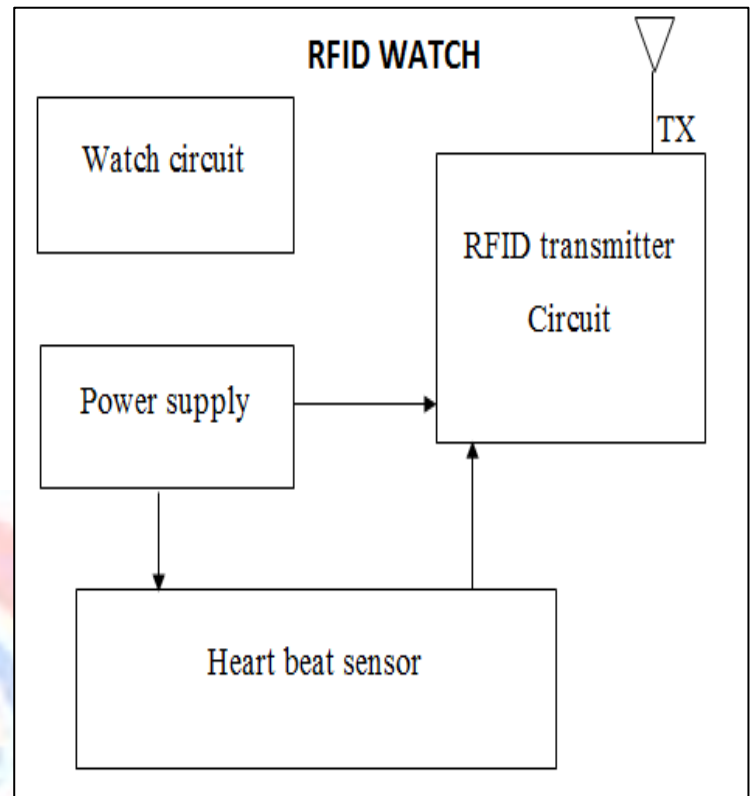 RFID WATCH
TX
Watch circuit
RFID transmitter
Circuit
Power supply
Heart beat sensor